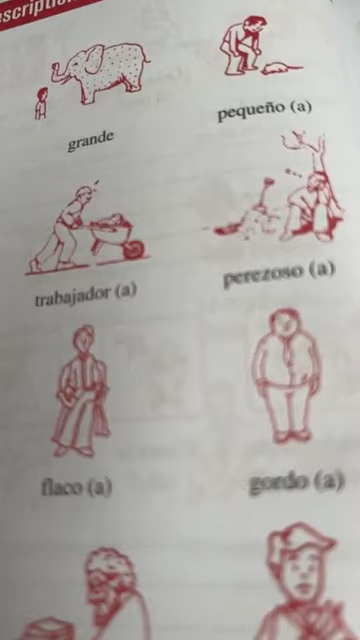 grande
pequeño (a)
trabajador (a)
perezoso (a)
flaco (a)
gordo (a)